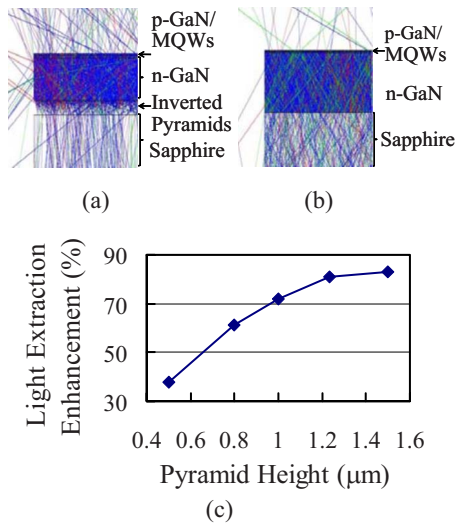 p-GaN/
MQWs
n-GaN
Inverted
Pyramids
Sapphire
(a)
p-GaN/
MQWs
n-GaN
Sapphire
(b)
Light Extraction
Enhancement (%)
90
70
50
30
0.4 0.6 0.8 1 1.2 1.4 1.6
Pyramid Height (μm)
(c)